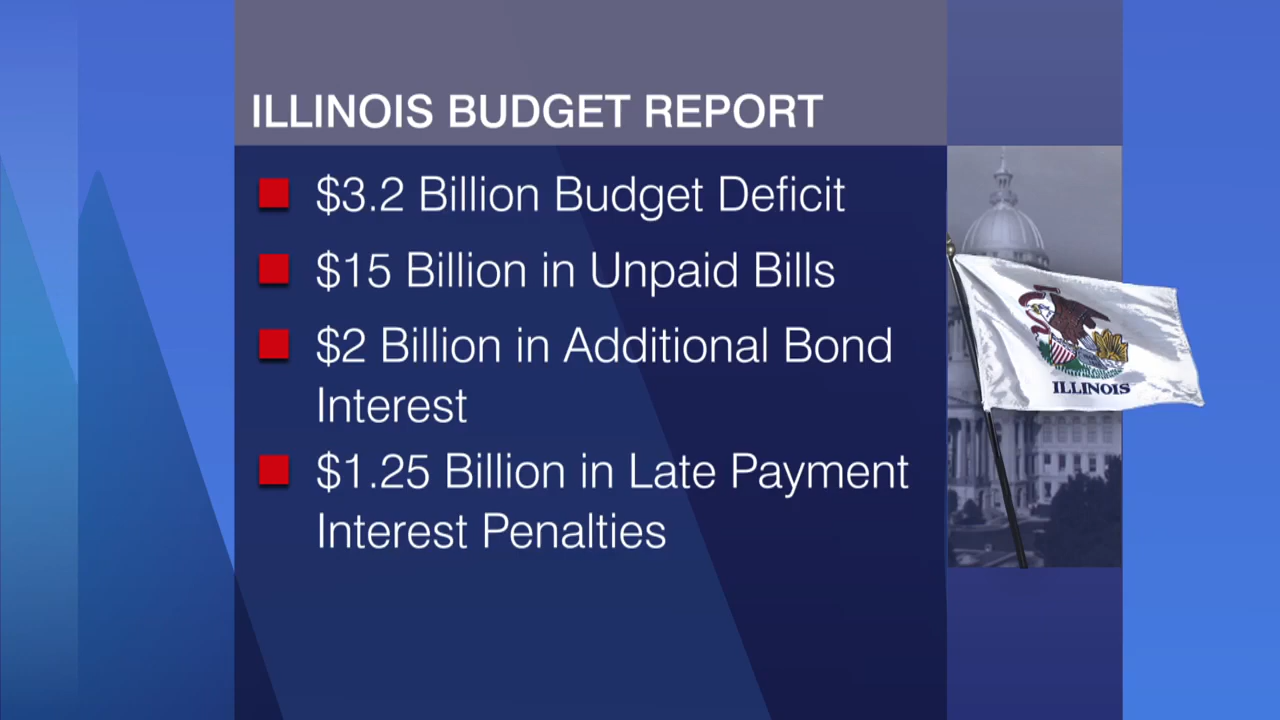 ILLINOIS BUDGET REPORT
$3.2 Billion Budget Deficit
$15 Billion in Unpaid Bills
$2 Billion in Additional Bond
Interest
$1.25 Billion in Late Payment
Interest Penalties
ILLINOIS